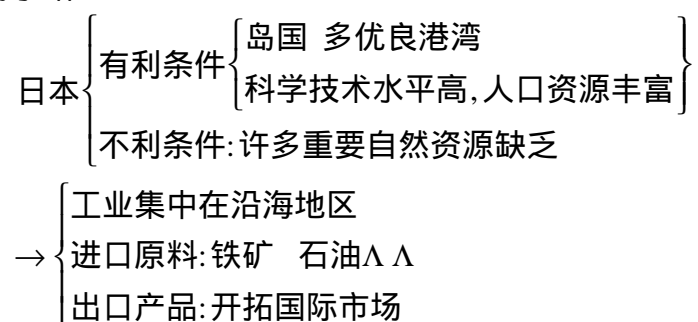 日本
有利条件
岛国 多优良港湾
科学技术水平高,人口资源丰富
不利条件:许多重要自然资源缺乏
→
工业集中在沿海地区
进口原料:铁矿 石油Λ Λ
出口产品:开拓国际市场